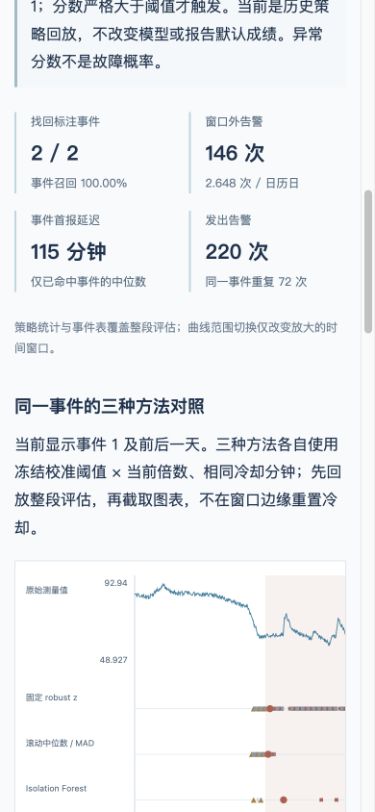 1；分数严格大于阈值才触发。当前是历史策
略回放，不改变模型或报告默认成绩。异常
分数不是故障概率。
找回标注事件
2 / 2
事件召回 100.00%
窗口外告警
146 次
2.648 次 / 日历日
事件首报延迟
115 分钟
仅已命中事件的中位数
发出告警
220 次
同一事件重复 72 次
策略统计与事件表覆盖整段评估；曲线范围切换仅改变放大的时
间窗口。
同一事件的三种方法对照
当前显示事件 1 及前后一天。三种方法各自使用
冻结校准阈值 × 当前倍数、相同冷却分钟；先回
放整段评估，再截取图表，不在窗口边缘重置冷
却。
原始测量值
92.94
48.927
固定 robust z
滚动中位数 / MAD
Isolation Forest